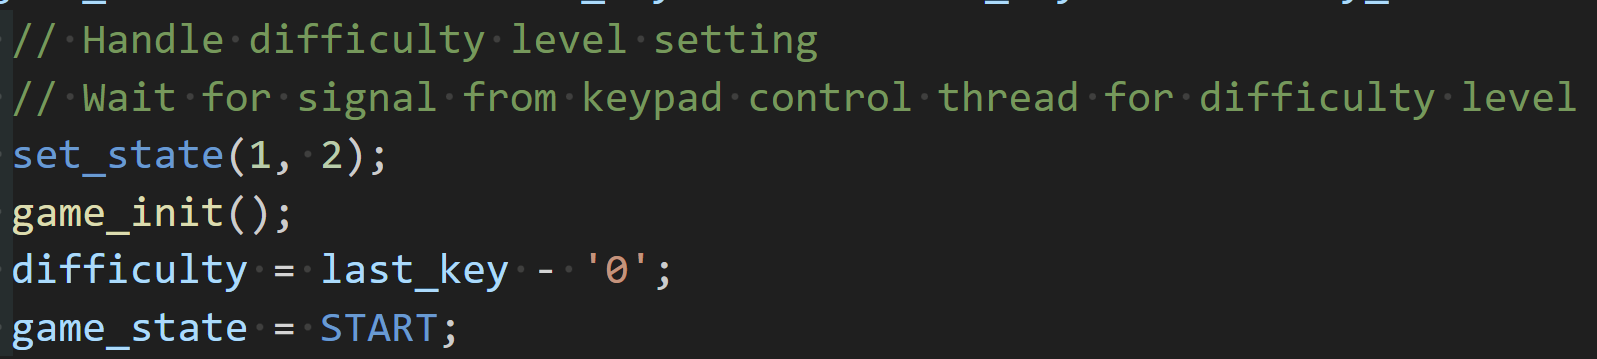 // Handle difficulty level setting
// Wait for signal from keypad control thread for difficulty level
set_state(1, 2);
game_init();
difficulty = last_key - '0';
game_state = START;